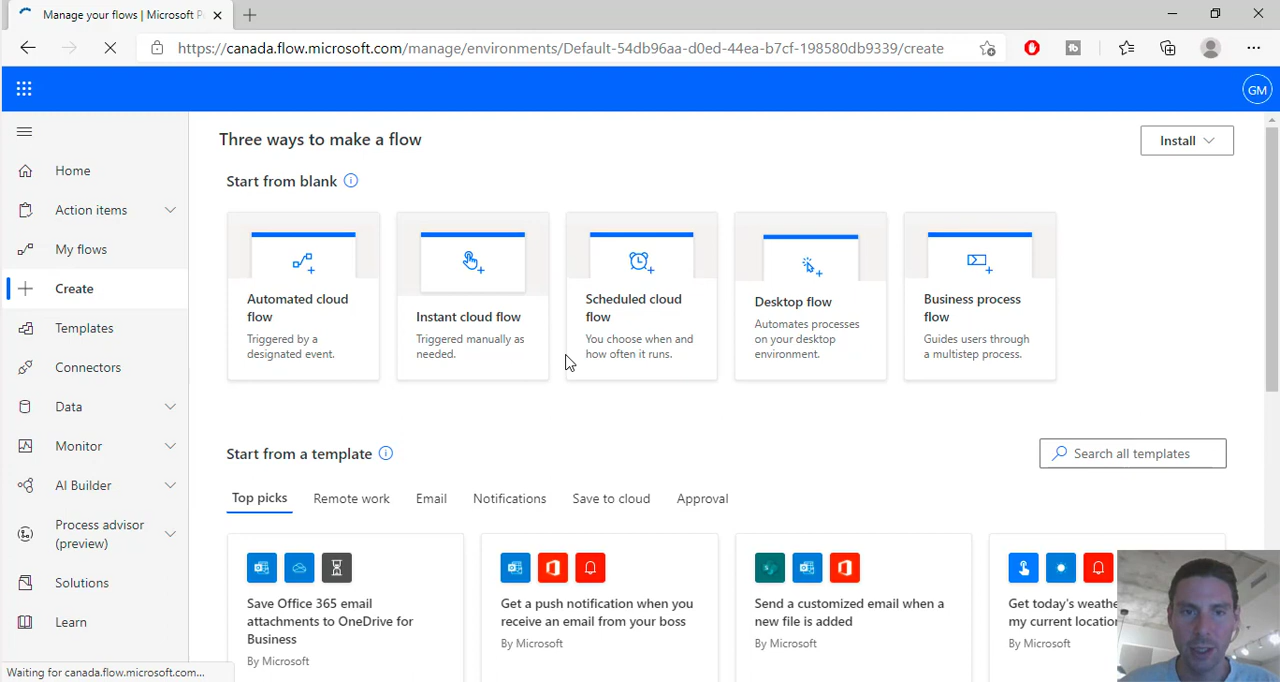 Manage your flows | Microsoft P
https://canada.flow.microsoft.com/manage/environments/Default-54db96aa-d0ed-44ea-b7cf-198580db9339/create
GM
Home
Action items
My flows
Create
Templates
Connectors
Data
Monitor
AI Builder
Process advisor
(preview)
Solutions
Learn
Three ways to make a flow
Install
Start from blank
Automated cloud
flow
Triggered by a
designated event.
Instant cloud flow
Triggered manually as
needed.
Scheduled cloud
flow
You choose when and
how often it runs.
Desktop flow
Automates processes
on your desktop
environment.
Business process
flow
Guides users through
a multistep process.
Start from a template
Search all templates
Top picks
Remote work
Email
Notifications
Save to cloud
Approval
Save Office 365 email
attachments to OneDrive for
Business
By Microsoft
Get a push notification when you
receive an email from your boss
By Microsoft
Send a customized email when a
new file is added
By Microsoft
Get today's weathe
my current location
By Microsoft
Waiting for canada.flow.microsoft.com...